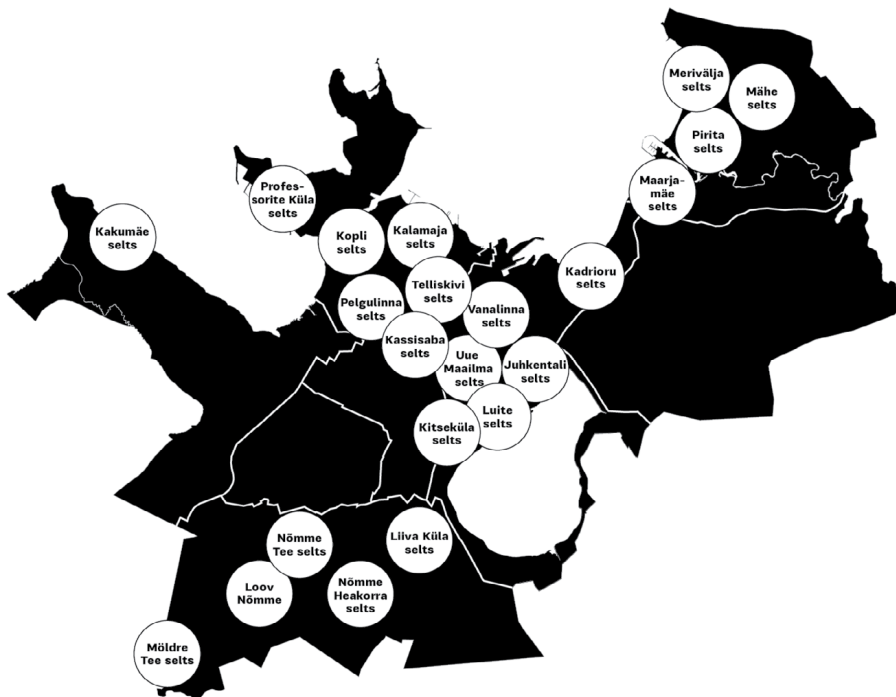 Merivälja
selts
Mähe
selts
Pirita
selts
Maarja-
mäe
selts
Profes-
sorite Küla
selts
Kakumäe
selts
Kopli
selts
Kalamaja
selts
Kadrioru
selts
Telliskivi
selts
Pelgulinna
selts
Vanalinna
selts
Kassisaba
selts
Uue
Maailma
selts
Juhkentali
selts
Luite
selts
Kitseküla
selts
Nõmme
Tee selts
Liiva Küla
selts
Loov
Nõmme
Nõmme
Heakorra
selts
Möldre
Tee selts